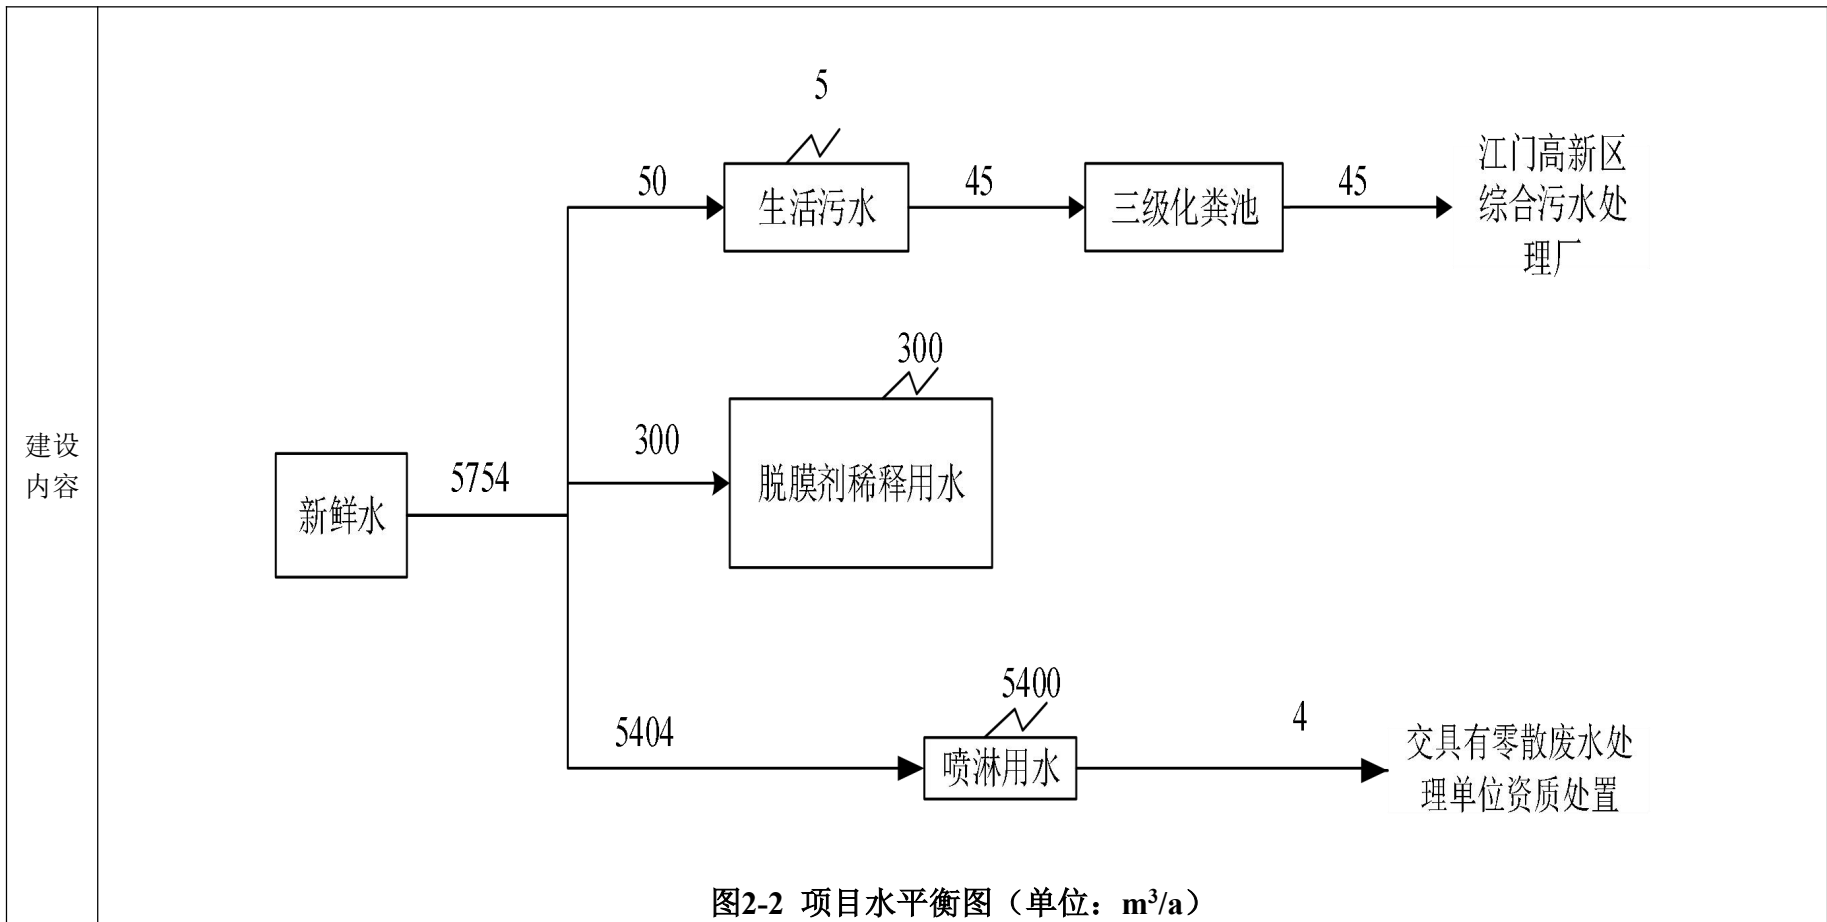 建设
内容
5
50
生活污水
45
三级化粪池
45
江门高新区
综合污水处
理厂
300
300
脱膜剂稀释用水
新鲜水
5754
5400
5404
喷淋用水
4
交具有零散废水处
理单位资质处置
图2-2 项目水平衡图（单位：m³/a）